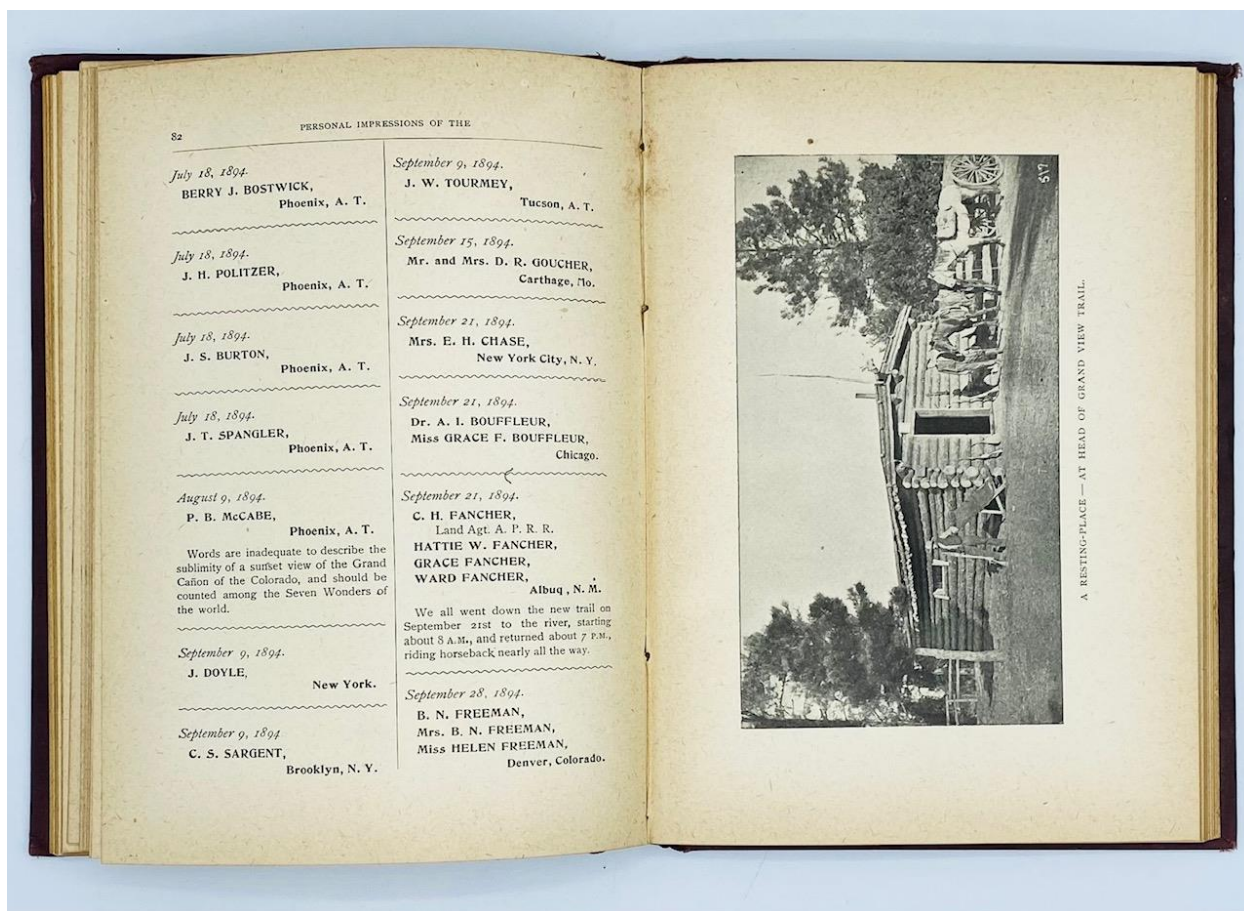 82
PERSONAL IMPRESSIONS OF THE
July 18, 1894.
BERRY J. BOSTWICK,
Phoenix, A. T.
July 18, 1894.
J. H. POLITZER,
Phoenix, A. T.
July 18, 1894.
J. S. BURTON,
Phoenix, A. T.
July 18, 1894.
J. T. SPANGLER,
Phoenix, A. T.
August 9, 1894.
P. B. McCABE,
Phoenix, A. T.
Words are inadequate to describe the
sublimity of a sunset view of the Grand
Cañon of the Colorado, and should be
counted among the Seven Wonders of
the world.
September 9, 1894.
J. DOYLE,
New York.
September 9, 1894
C. S. SARGENT,
Brooklyn, N. Y.
September 9, 1894.
J. W. TOURMEY,
Tucson, A. T.
September 15, 1894.
Mr. and Mrs. D. R. GOUCHER,
Carthage, Mo.
September 21, 1894.
Mrs. E. H. CHASE,
New York City, N. Y.
September 21, 1894.
Dr. A. I. BOUFFLEUR,
Miss GRACE F. BOUFFLEUR,
Chicago.
September 21, 1894.
C. H. FANCHER,
Land Agt. A. P. R. R.
HATTIE W. FANCHER,
GRACE FANCHER,
WARD FANCHER,
Albuq., N. M.
We all went down the new trail on
September 21st to the river, starting
about 8 A.M., and returned about 7 P.M.,
riding horseback nearly all the way.
September 28, 1894.
B. N. FREEMAN,
Mrs. B. N. FREEMAN,
Miss HELEN FREEMAN,
Denver, Colorado.
517
A RESTING-PLACE — AT HEAD OF GRAND VIEW TRAIL.